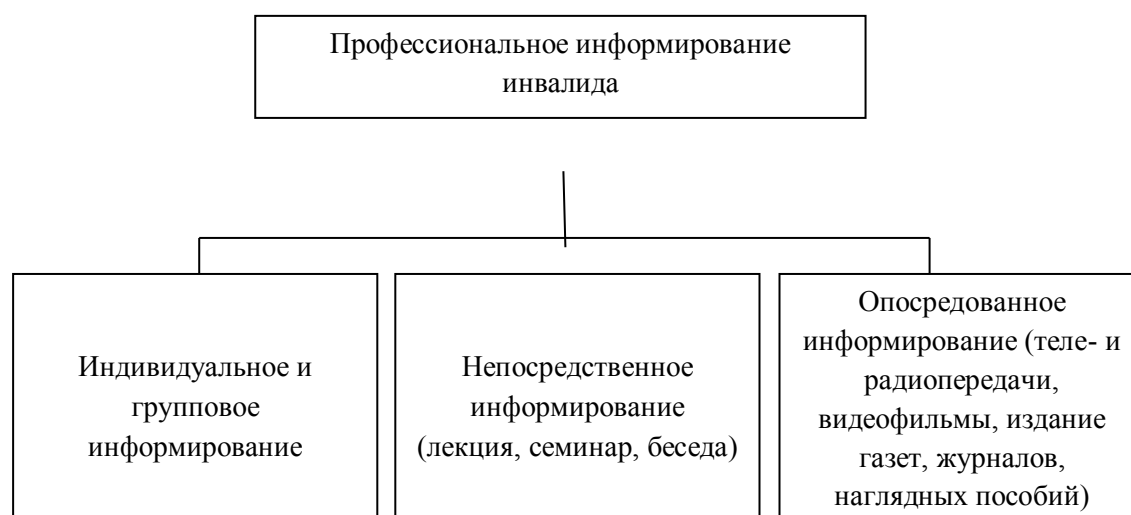 Профессиональное информирование
инвалида
Индивидуальное и
групповое
информирование
Непосредственное
информирование
(лекция, семинар, беседа)
Опосредованное
информирование (теле- и
радиопередачи,
видеофильмы, издание
газет, журналов,
наглядных пособий)